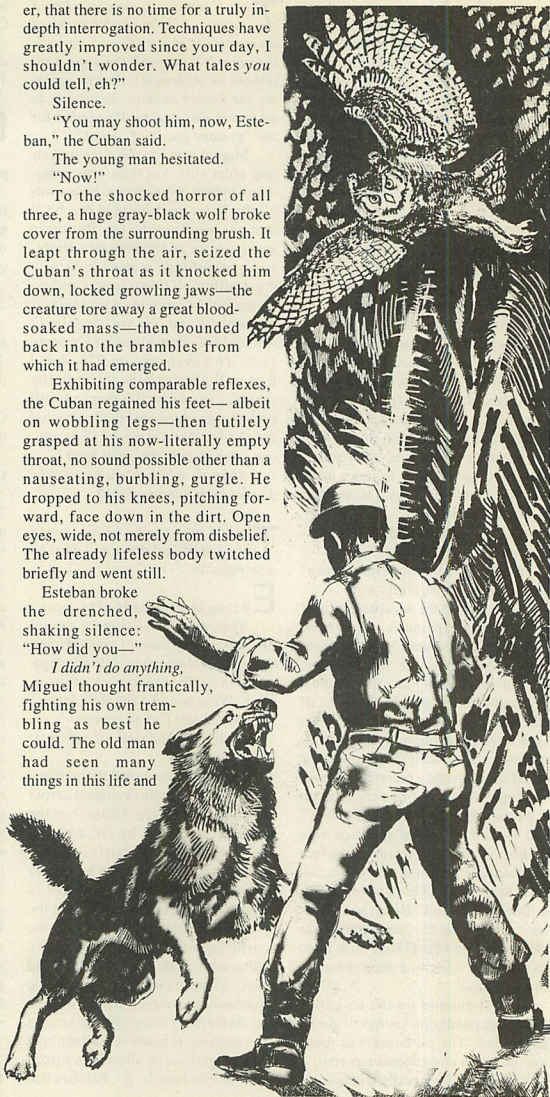 er, that there is no time for a truly in-
depth interrogation. Techniques have
greatly improved since your day, I
shouldn't wonder. What tales you
could tell, eh?”
Silence.
“You may shoot him, now, Este-
ban,” the Cuban said.
The young man hesitated.
“Now!”
To the shocked horror of all
three, a huge gray-black wolf broke
cover from the surrounding brush. It
leapt through the air, seized the
Cuban's throat as it knocked him
down, locked growling jaws—the
creature tore away a great blood-
soaked mass—then bounded
back into the brambles from
which it had emerged.
Exhibiting comparable reflexes,
the Cuban regained his feet— albeit
on wobbling legs—then futilely
grasped at his now-literally empty
throat, no sound possible other than a
nauseating, burbling, gurgle. He
dropped to his knees, pitching for-
ward, face down in the dirt. Open
eyes, wide, not merely from disbelief.
The already lifeless body twitched
briefly and went still.
Esteban broke
the drenched,
shaking silence:
“How did you—”
I didn't do anything,
Miguel thought frantically,
fighting his own trem-
bling as best he
could. The old man
had seen many
things in this life and